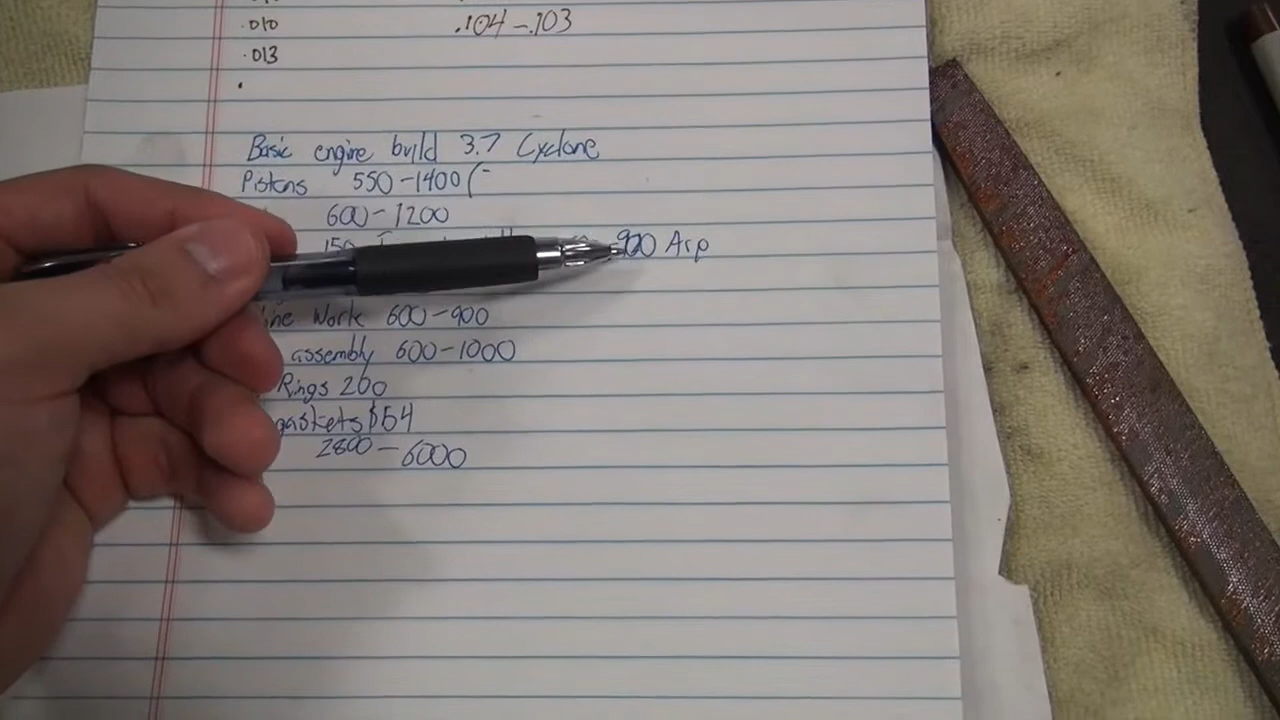 .010
.104 - .103
.013
.
Basic engine build 3.7 Cyclone
Pistons 550-1400 (-
600-1200
150 900 Arp
Work 600-900
assembly 600-1000
Rings 200
gaskets $64
2800-6000